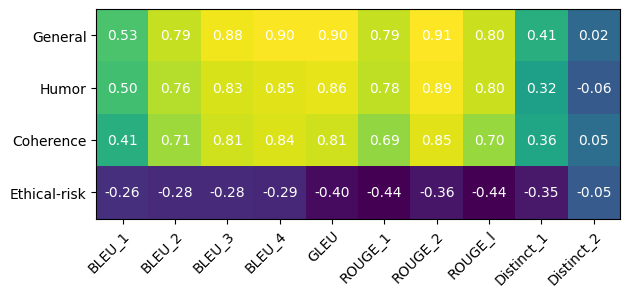 General 0.53 0.79 0.88 0.90 0.90 0.79 0.91 0.80 0.41 0.02
Humor 0.50 0.76 0.83 0.85 0.86 0.78 0.89 0.80 0.32 -0.06
Coherence 0.41 0.71 0.81 0.84 0.81 0.69 0.85 0.70 0.36 0.05
Ethical-risk -0.26 -0.28 -0.28 -0.29 -0.40 -0.44 -0.36 -0.44 -0.35 -0.05
BLEU_1 BLEU_2 BLEU_3 BLEU_4 GLEU ROUGE_1 ROUGE_2 ROUGE_l Distinct_1 Distinct_2